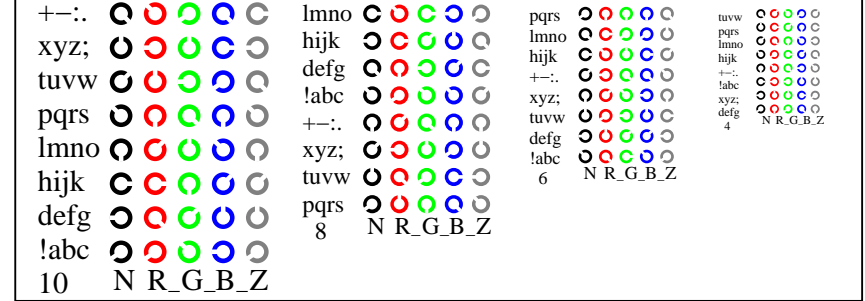 +−:.
xyz;
tuvw
pqrs
lmno
hijk
defg
!abc
10 N R_G_B_Z
lmno
hijk
defg
!abc
+−:.
xyz;
tuvw
pqrs
8 N R_G_B_Z
pqrs
lmno
hijk
+−:.
xyz;
tuvw
defg
!abc
6 N R_G_B_Z
tuvw
pqrs
lmno
hijk
+−:.
!abc
xyz;
defg
4 N R_G_B_Z